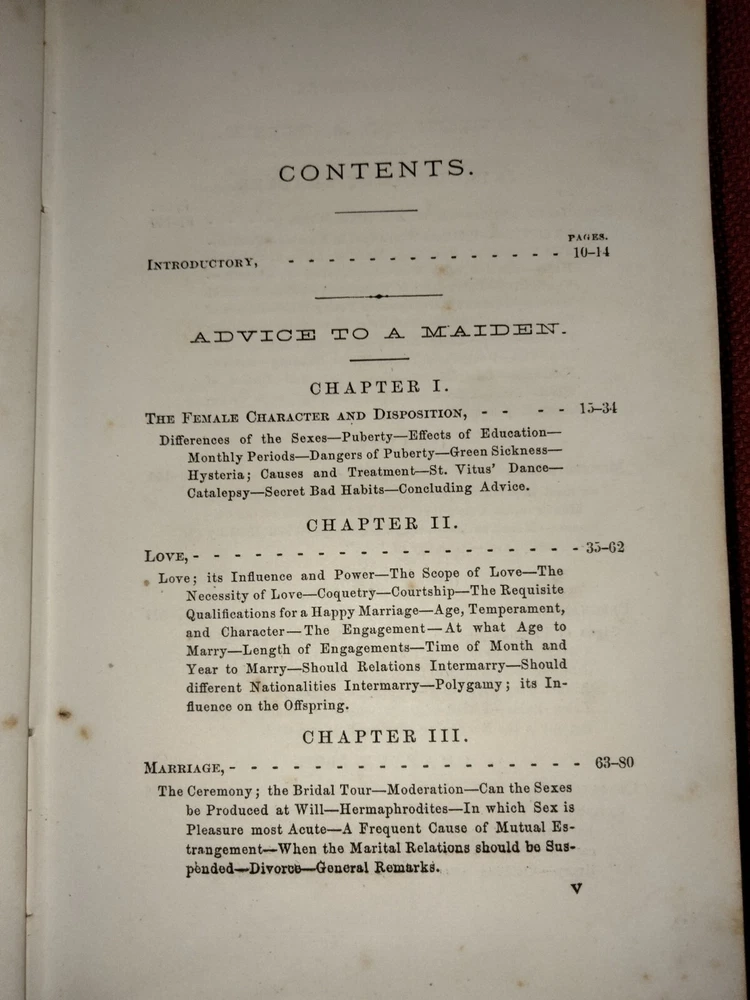 CONTENTS.
PAGES.
INTRODUCTORY, - - - - - - - - - - - - - - 10–14
ADVICE TO A MAIDEN.
CHAPTER I.
THE FEMALE CHARACTER AND DISPOSITION, - - - - 15–34
Differences of the Sexes—Puberty—Effects of Education—
Monthly Periods—Dangers of Puberty—Green Sickness—
Hysteria; Causes and Treatment—St. Vitus' Dance—
Catalepsy—Secret Bad Habits—Concluding Advice.
CHAPTER II.
LOVE, - - - - - - - - - - - - - - - - - - - 35–62
Love; its Influence and Power—The Scope of Love—The
Necessity of Love—Coquetry—Courtship—The Requisite
Qualifications for a Happy Marriage—Age, Temperament,
and Character—The Engagement—At what Age to
Marry—Length of Engagements—Time of Month and
Year to Marry—Should Relations Intermarry—Should
different Nationalities Intermarry—Polygamy; its In-
fluence on the Offspring.
CHAPTER III.
MARRIAGE, - - - - - - - - - - - - - - - - - 63–80
The Ceremony; the Bridal Tour—Moderation—Can the Sexes
be Produced at Will—Hermaphrodites—In which Sex is
Pleasure most Acute—A Frequent Cause of Mutual Es-
trangement—When the Marital Relations should be Sus-
pended—Divorce—General Remarks.
V